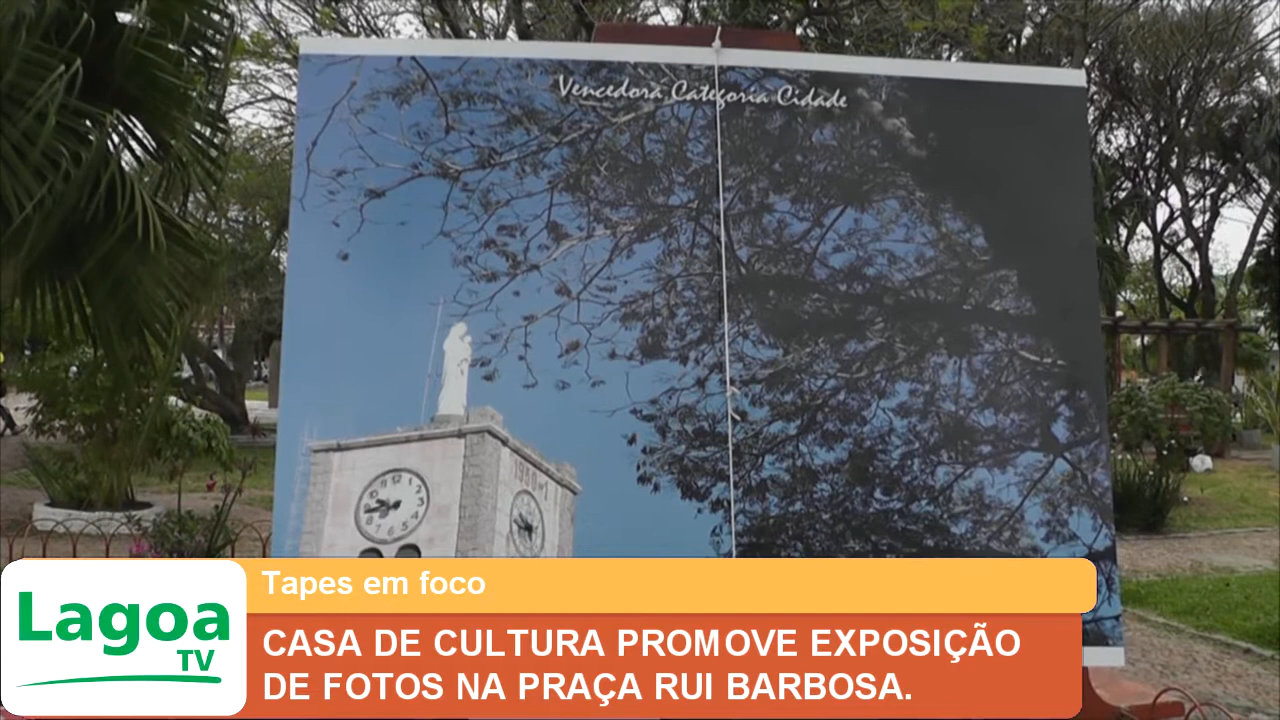 Vencedora Categoria Cidade
Tapes em foco
Lagoa
TV
CASA DE CULTURA PROMOVE EXPOSIÇÃO
DE FOTOS NA PRAÇA RUI BARBOSA.